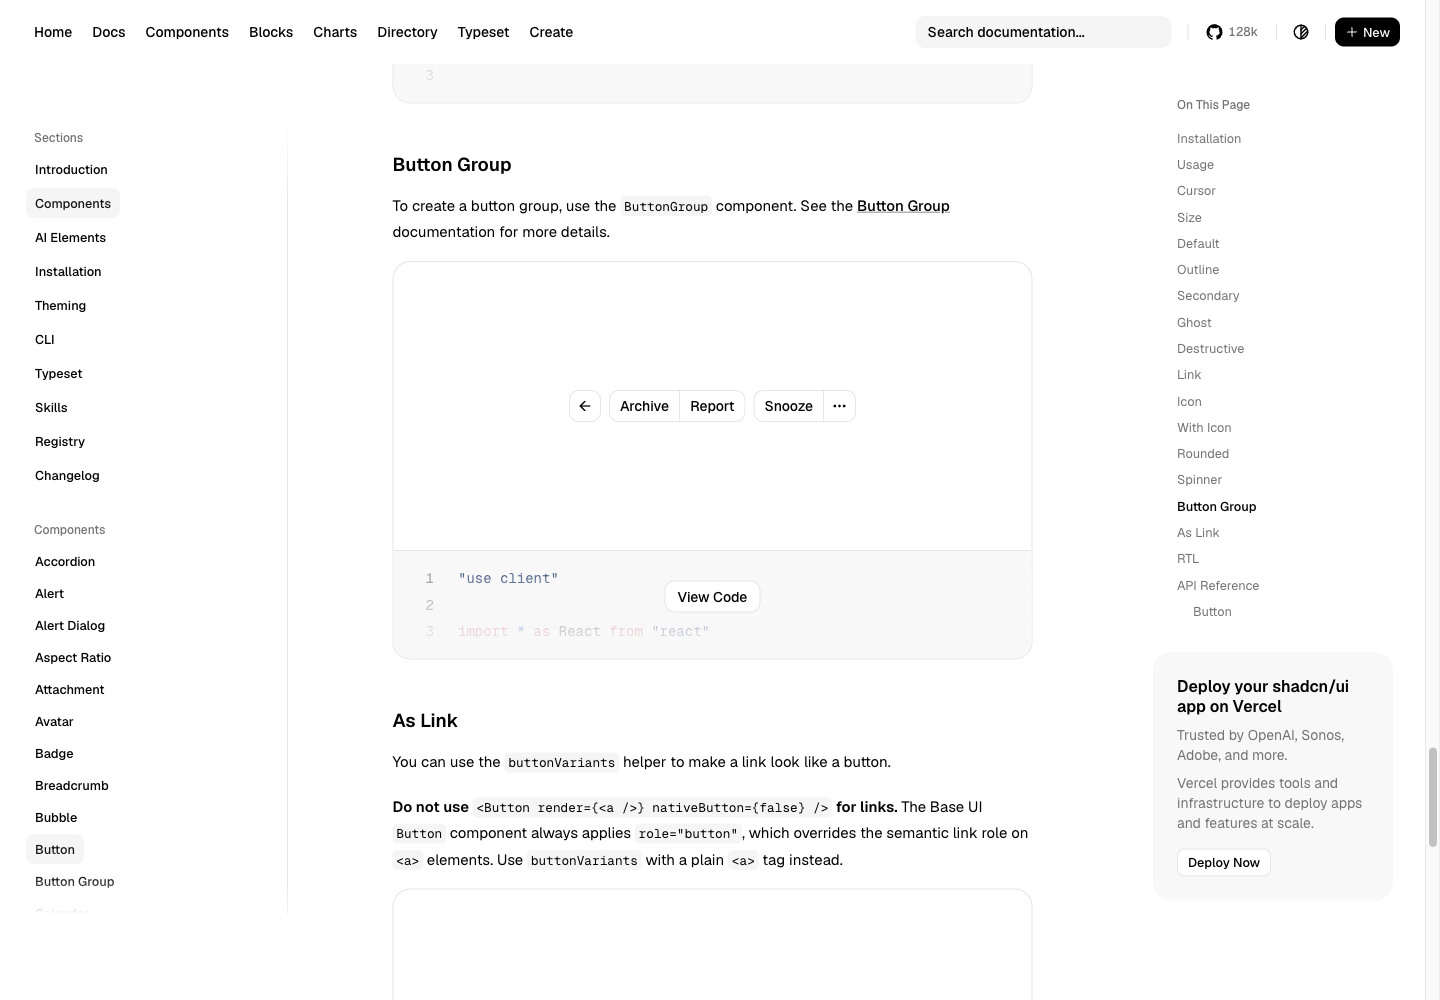 Home Docs Components Blocks Charts Directory Typeset Create Search documentation... 128k New
3
Sections
Introduction
Components
AI Elements
Installation
Theming
CLI
Typeset
Skills
Registry
Changelog
Components
Accordion
Alert
Alert Dialog
Aspect Ratio
Attachment
Avatar
Badge
Breadcrumb
Bubble
Button
Button Group
Calendar
Button Group
To create a button group, use the ButtonGroup component. See the Button Group
documentation for more details.
Archive Report Snooze
1 "use client"
2
View Code
3 import * as React from "react"
As Link
You can use the buttonVariants helper to make a link look like a button.
Do not use <Button render={<a />} nativeButton={false} /> for links. The Base UI
Button component always applies role="button", which overrides the semantic link role on
<a> elements. Use buttonVariants with a plain <a> tag instead.
On This Page
Installation
Usage
Cursor
Size
Default
Outline
Secondary
Ghost
Destructive
Link
Icon
With Icon
Rounded
Spinner
Button Group
As Link
RTL
API Reference
Button
Deploy your shadcn/ui
app on Vercel
Trusted by OpenAI, Sonos,
Adobe, and more.
Vercel provides tools and
infrastructure to deploy apps
and features at scale.
Deploy Now